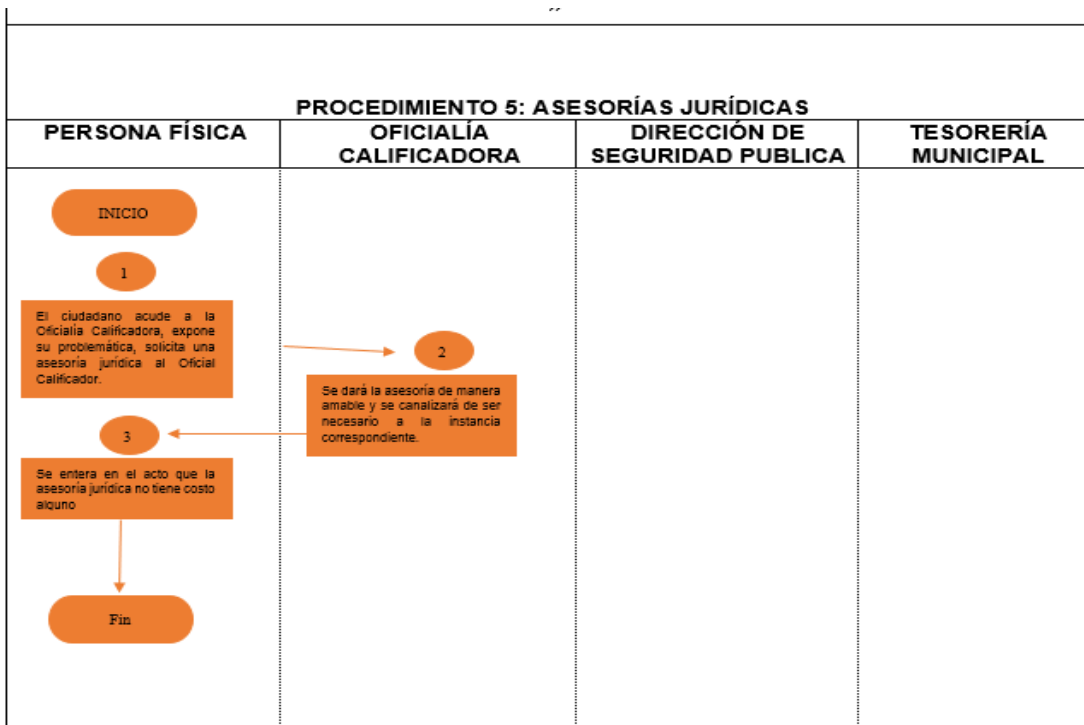 PROCEDIMIENTO 5: ASESORÍAS JURÍDICAS
PERSONA FÍSICA
OFICIALÍA
CALIFICADORA
DIRECCIÓN DE
SEGURIDAD PUBLICA
TESORERÍA
MUNICIPAL
INICIO
1
El ciudadano acude a la
Oficialía Calificadora, expone
su problemática, solicita una
asesoría jurídica al Oficial
Calificador.
2
Se dará la asesoría de manera
amable y se canalizará de ser
necesario a la instancia
correspondiente.
3
Se entera en el acto que la
asesoría jurídica no tiene costo
alguno
Fin